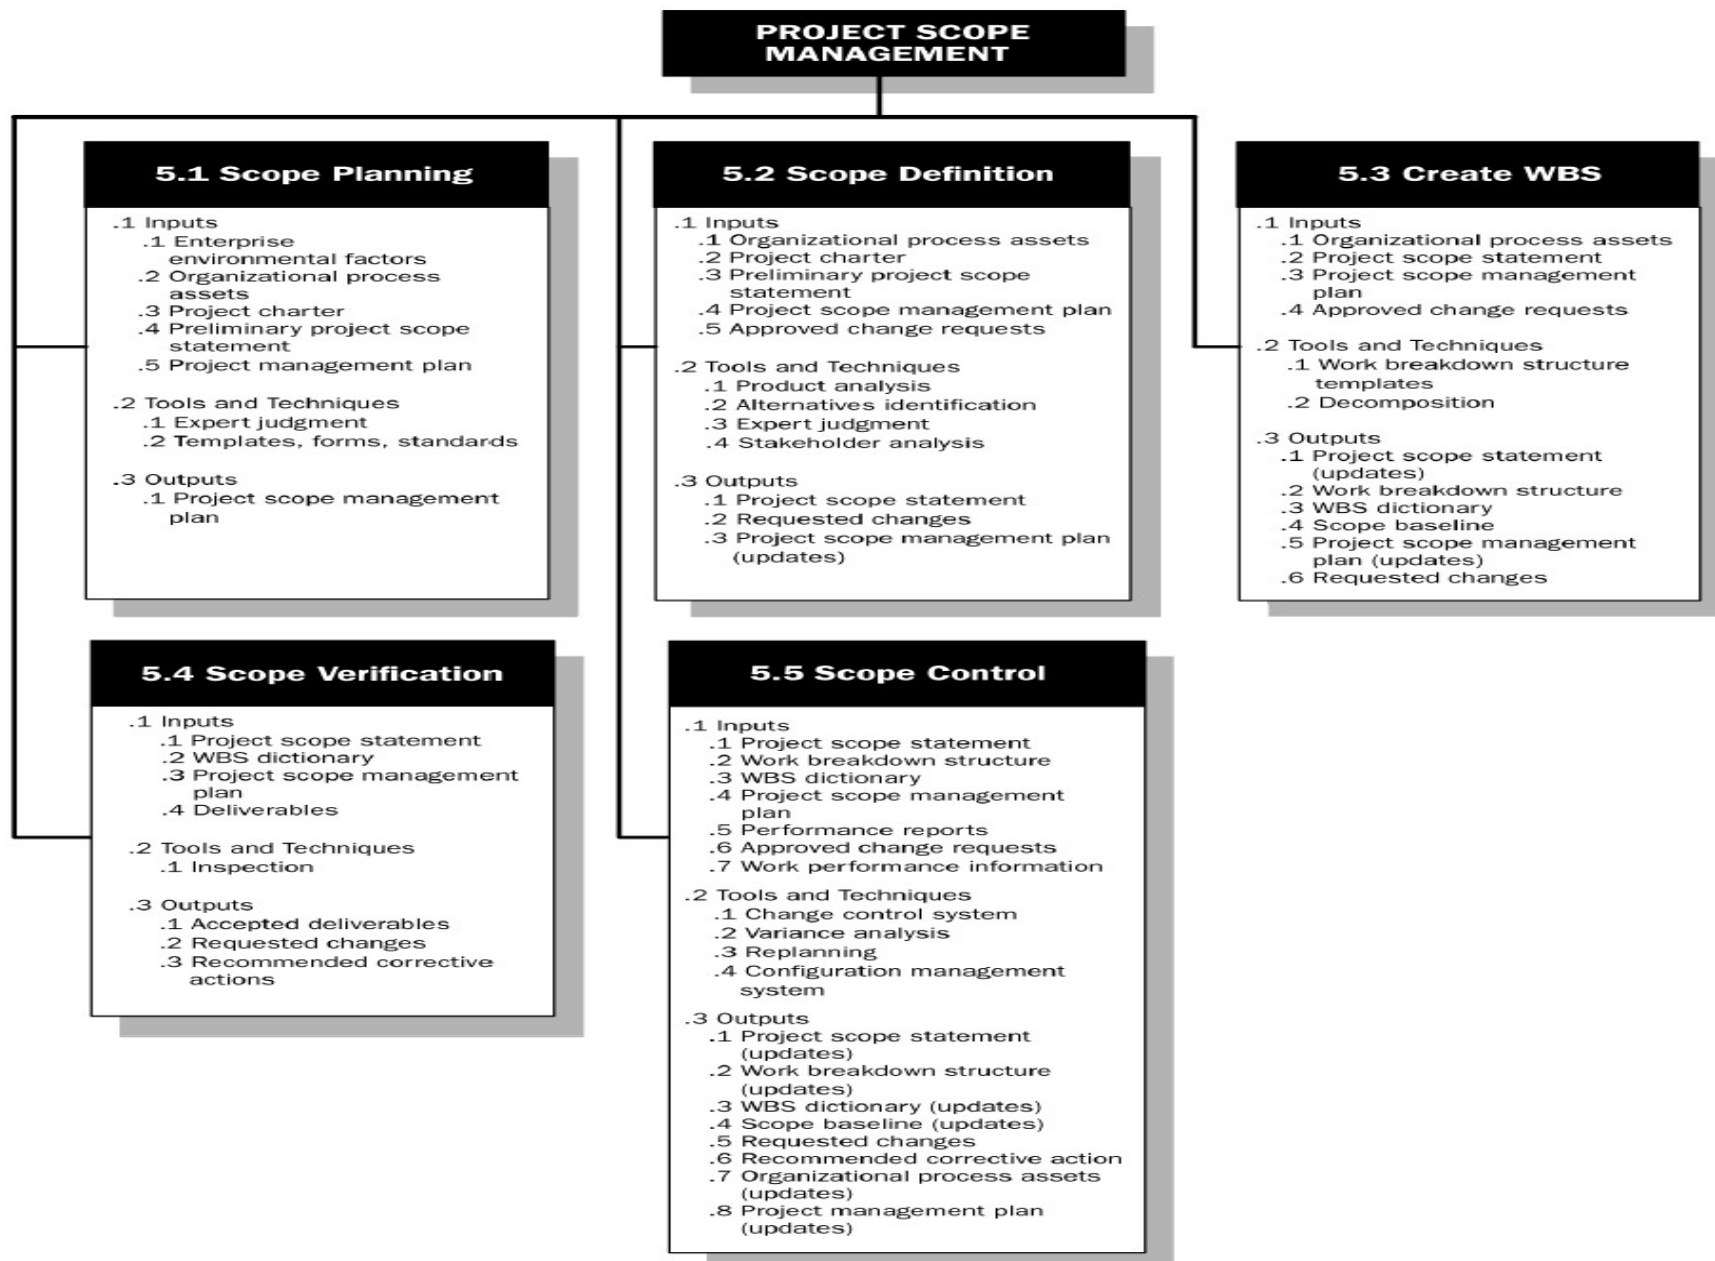 PROJECT SCOPE
MANAGEMENT
5.1 Scope Planning
.1 Inputs
.1 Enterprise
environmental factors
.2 Organizational process
assets
.3 Project charter
.4 Preliminary project scope
statement
.5 Project management plan
.2 Tools and Techniques
.1 Expert judgment
.2 Templates, forms, standards
.3 Outputs
.1 Project scope management
plan
5.2 Scope Definition
.1 Inputs
.1 Organizational process assets
.2 Project charter
.3 Preliminary project scope
statement
.4 Project scope management plan
.5 Approved change requests
.2 Tools and Techniques
.1 Product analysis
.2 Alternatives identification
.3 Expert judgment
.4 Stakeholder analysis
.3 Outputs
.1 Project scope statement
.2 Requested changes
.3 Project scope management plan
(updates)
5.3 Create WBS
.1 Inputs
.1 Organizational process assets
.2 Project scope statement
.3 Project scope management
plan
.4 Approved change requests
.2 Tools and Techniques
.1 Work breakdown structure
templates
.2 Decomposition
.3 Outputs
.1 Project scope statement
(updates)
.2 Work breakdown structure
.3 WBS dictionary
.4 Scope baseline
.5 Project scope management
plan (updates)
.6 Requested changes
5.4 Scope Verification
.1 Inputs
.1 Project scope statement
.2 WBS dictionary
.3 Project scope management
plan
.4 Deliverables
.2 Tools and Techniques
.1 Inspection
.3 Outputs
.1 Accepted deliverables
.2 Requested changes
.3 Recommended corrective
actions
5.5 Scope Control
.1 Inputs
.1 Project scope statement
.2 Work breakdown structure
.3 WBS dictionary
.4 Project scope management
plan
.5 Performance reports
.6 Approved change requests
.7 Work performance information
.2 Tools and Techniques
.1 Change control system
.2 Variance analysis
.3 Replanning
.4 Configuration management
system
.3 Outputs
.1 Project scope statement
(updates)
.2 Work breakdown structure
(updates)
.3 WBS dictionary (updates)
.4 Scope baseline (updates)
.5 Requested changes
.6 Recommended corrective action
.7 Organizational process assets
(updates)
.8 Project management plan
(updates)